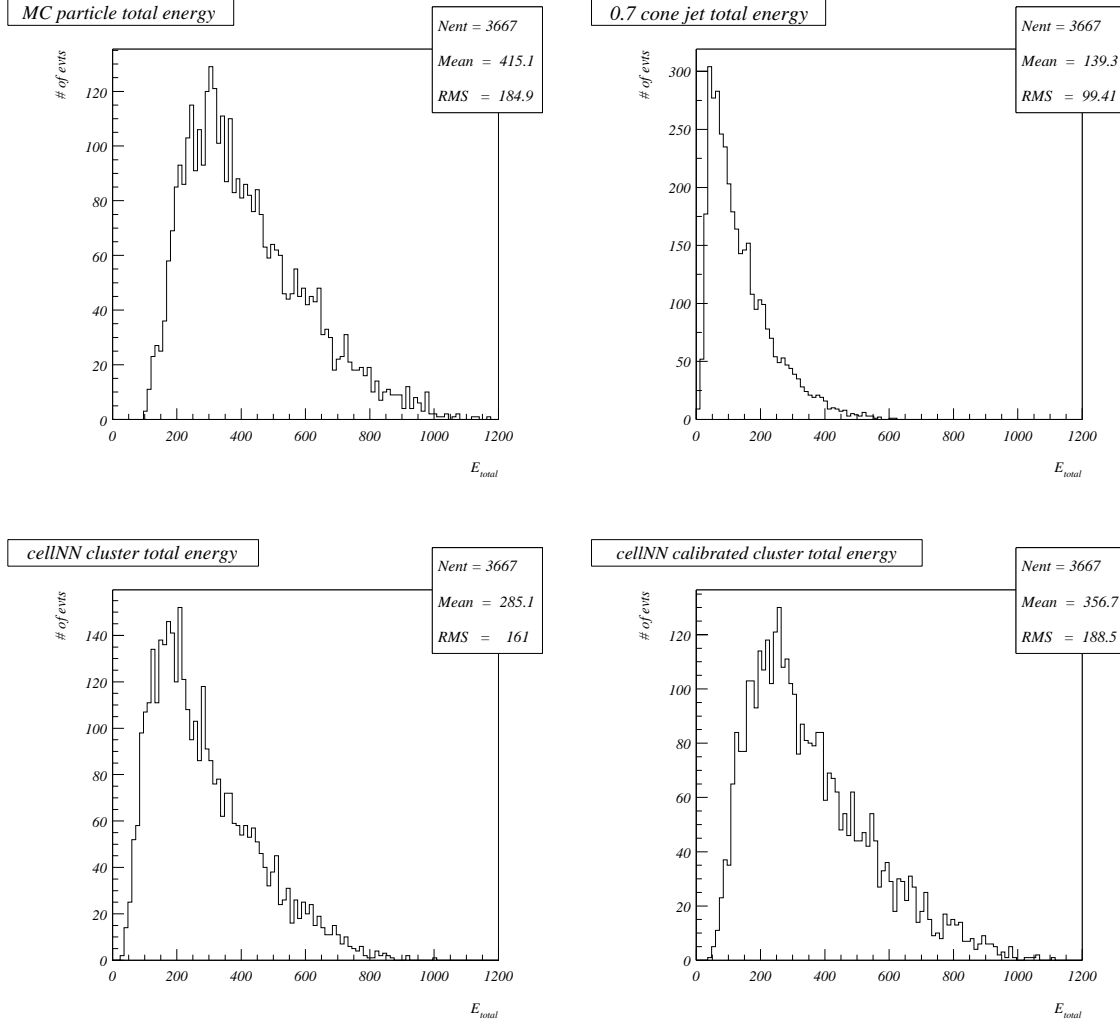 MC particle total energy
Nent = 3667
Mean = 415.1
RMS = 184.9
# of evts
120
100
80
60
40
20
0
0 200 400 600 800 1000 1200
E_total
0.7 cone jet total energy
Nent = 3667
Mean = 139.3
RMS = 99.41
# of evts
300
250
200
150
100
50
0
0 200 400 600 800 1000 1200
E_total
cellNN cluster total energy
Nent = 3667
Mean = 285.1
RMS = 161
# of evts
140
120
100
80
60
40
20
0
0 200 400 600 800 1000 1200
E_total
cellNN calibrated cluster total energy
Nent = 3667
Mean = 356.7
RMS = 188.5
# of evts
120
100
80
60
40
20
0
0 200 400 600 800 1000 1200
E_total